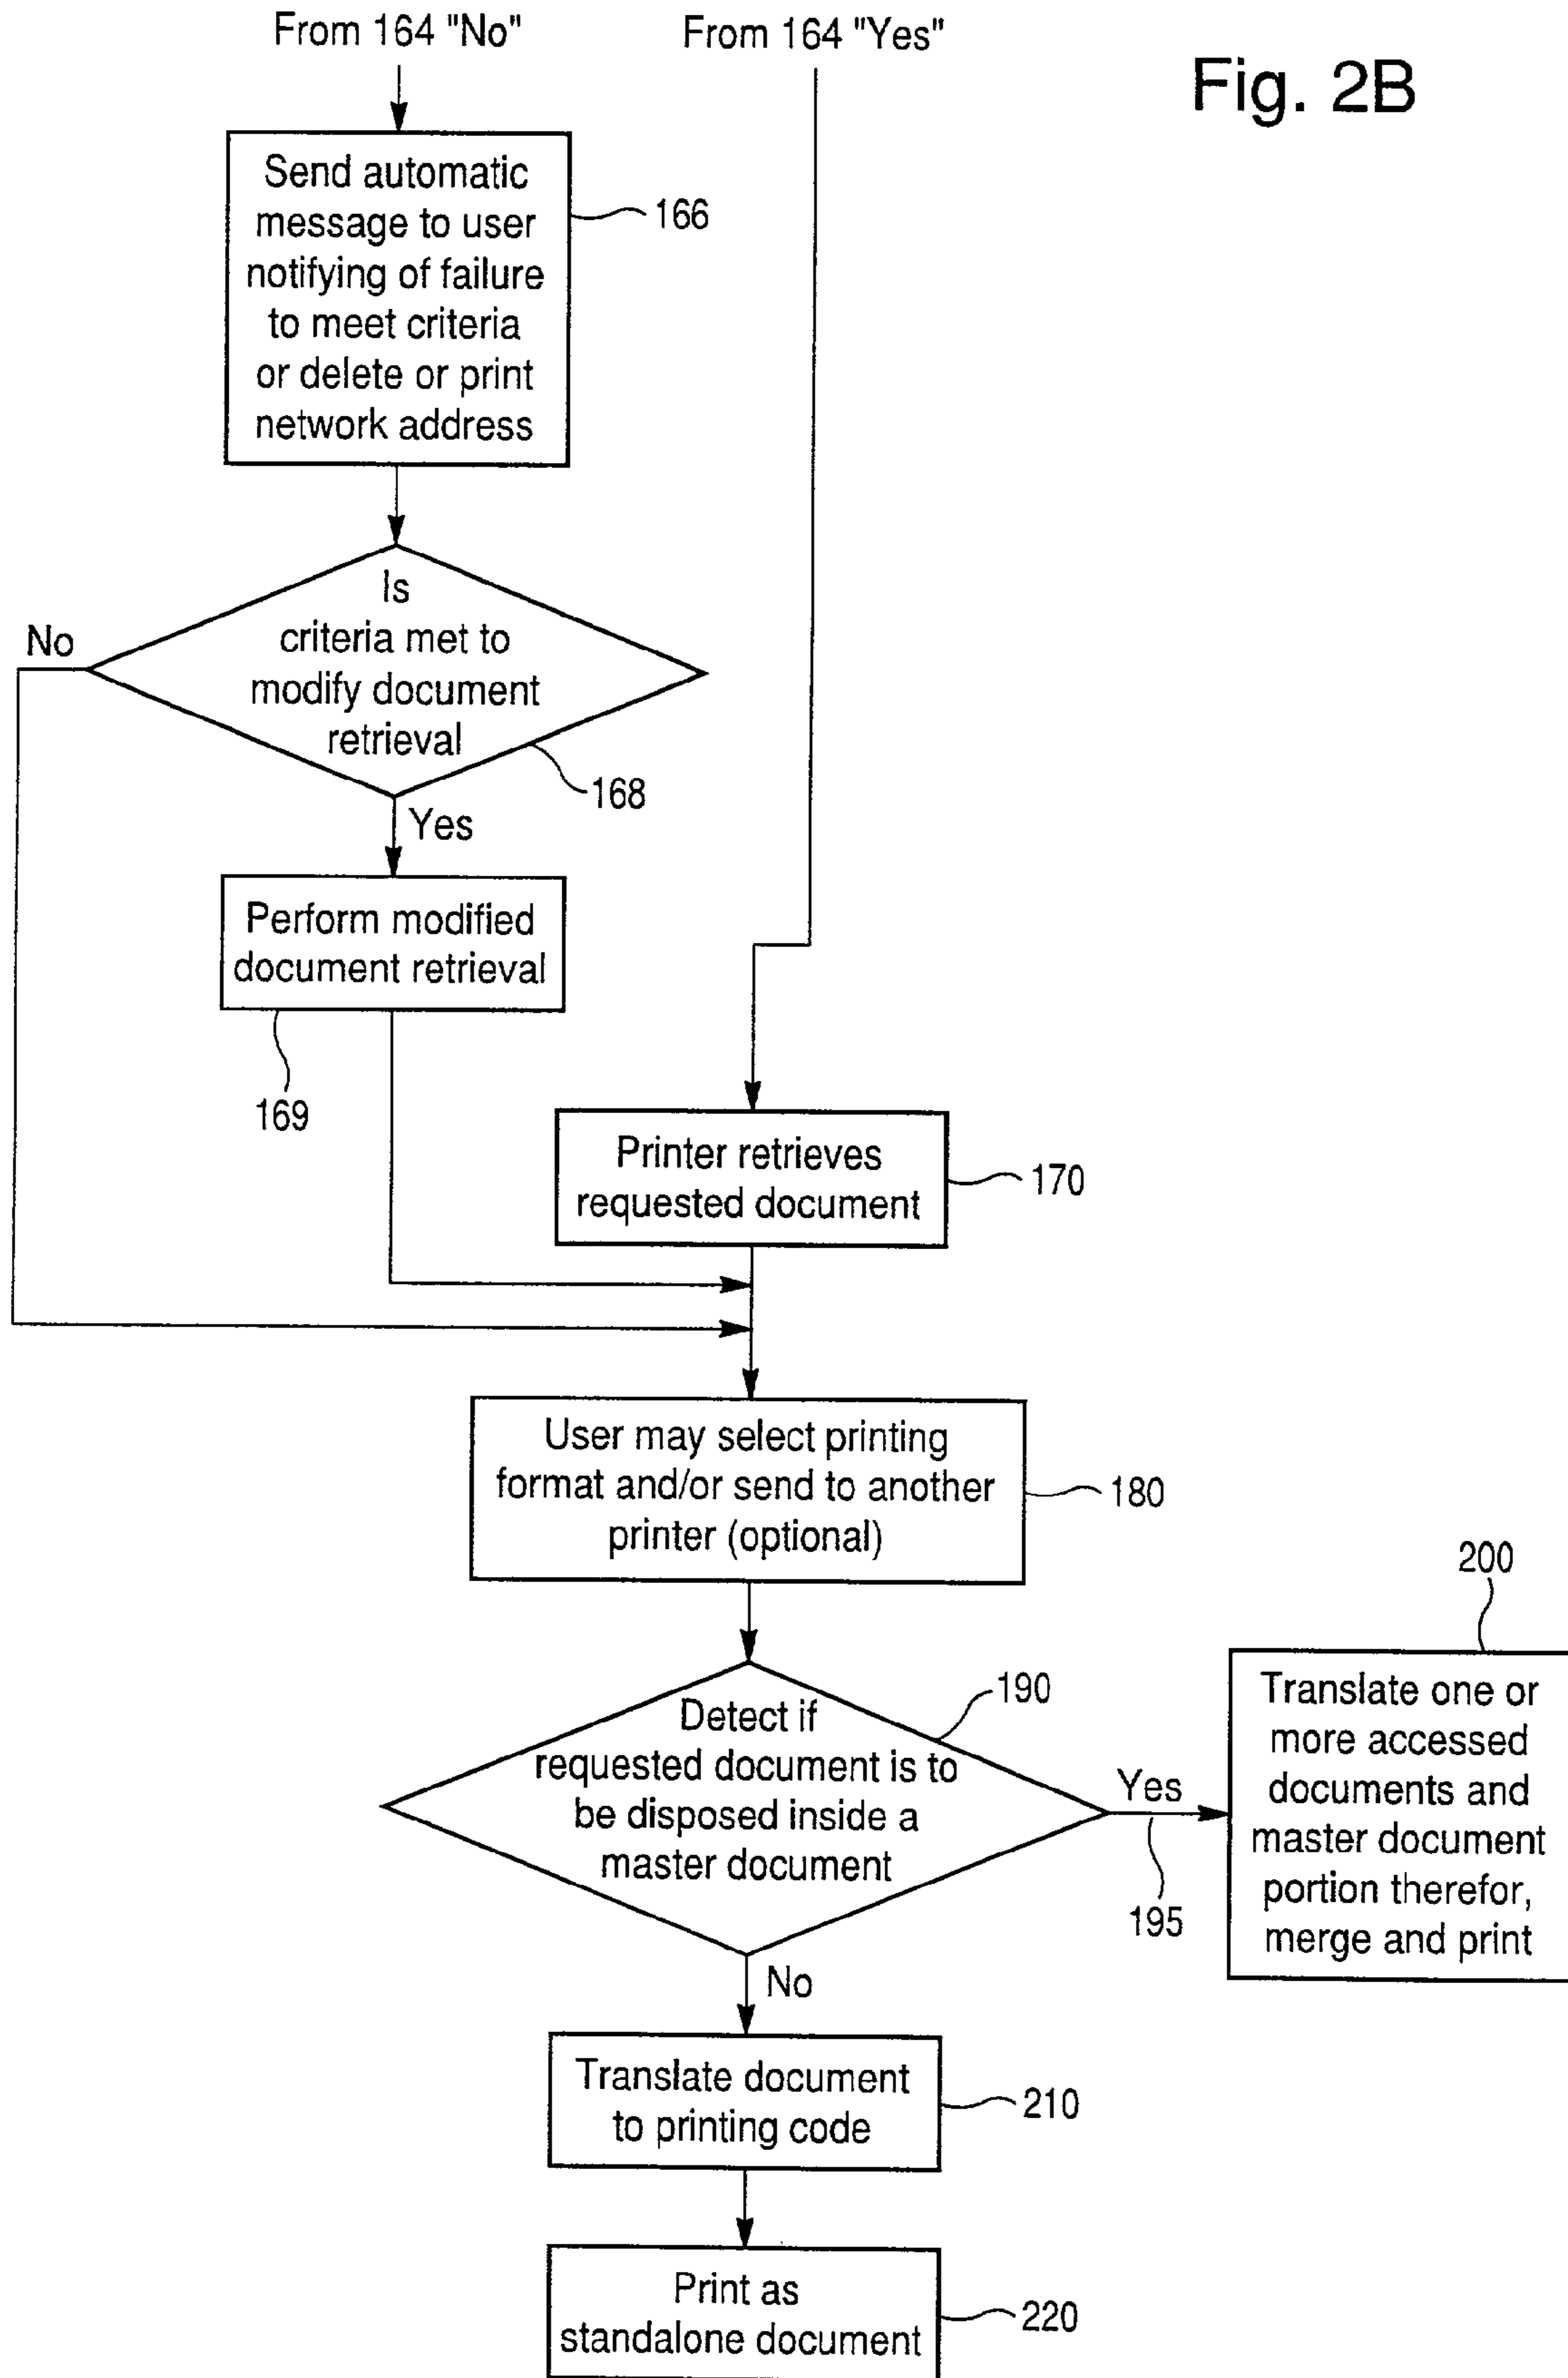 From 164 "No"
From 164 "Yes"
Fig. 2B
Send automatic
message to user
notifying of failure
to meet criteria
or delete or print
network address
166
Is
criteria met to
modify document
retrieval
No
168
Yes
Perform modified
document retrieval
169
Printer retrieves
requested document
170
User may select printing
format and/or send to another
printer (optional)
180
Detect if
requested document is to
be disposed inside a
master document
190
Yes
195
200
Translate one or
more accessed
documents and
master document
portion therefor,
merge and print
No
Translate document
to printing code
210
Print as
standalone document
220